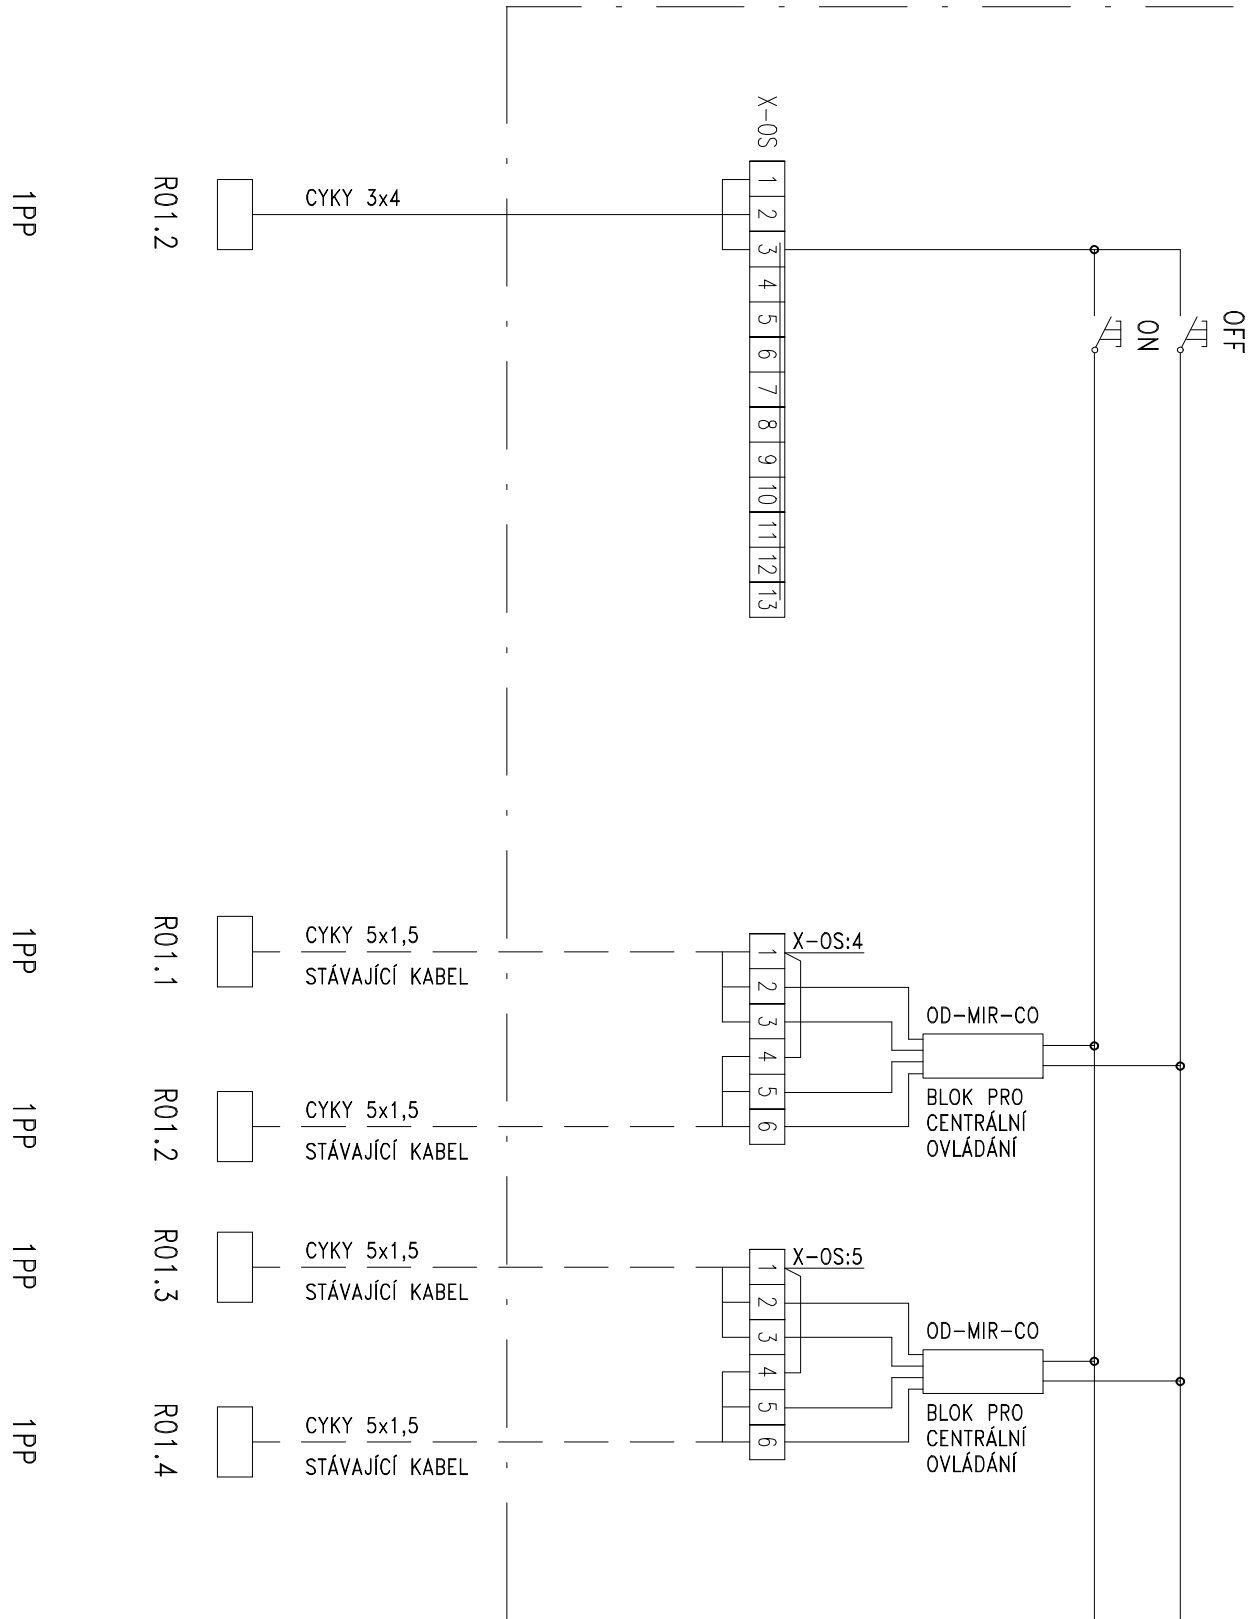 X-OS
1
2
3
4
5
6
7
8
9
10
11
12
13
1PP
R01.2
CYKY 3x4
ON
OFF
1PP
R01.1
CYKY 5x1,5
STÁVAJÍCÍ KABEL
X-OS:4
1
2
3
4
5
6
OD-MIR-CO
BLOK PRO
CENTRÁLNÍ
OVLÁDÁNÍ
1PP
R01.2
CYKY 5x1,5
STÁVAJÍCÍ KABEL
1PP
R01.3
CYKY 5x1,5
STÁVAJÍCÍ KABEL
X-OS:5
1
2
3
4
5
6
OD-MIR-CO
BLOK PRO
CENTRÁLNÍ
OVLÁDÁNÍ
1PP
R01.4
CYKY 5x1,5
STÁVAJÍCÍ KABEL